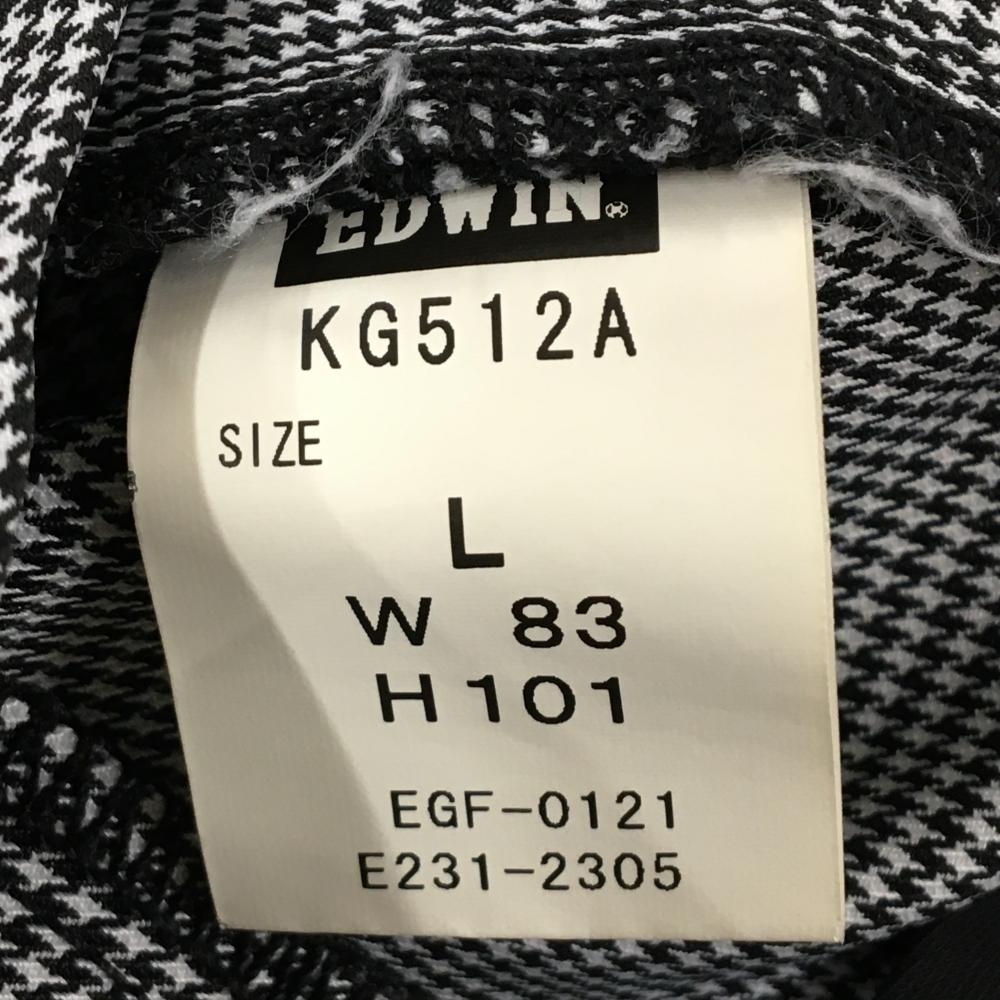 EDWIN
KG512A
SIZE
L
W 83
H101
EGF-0121
E231-2305